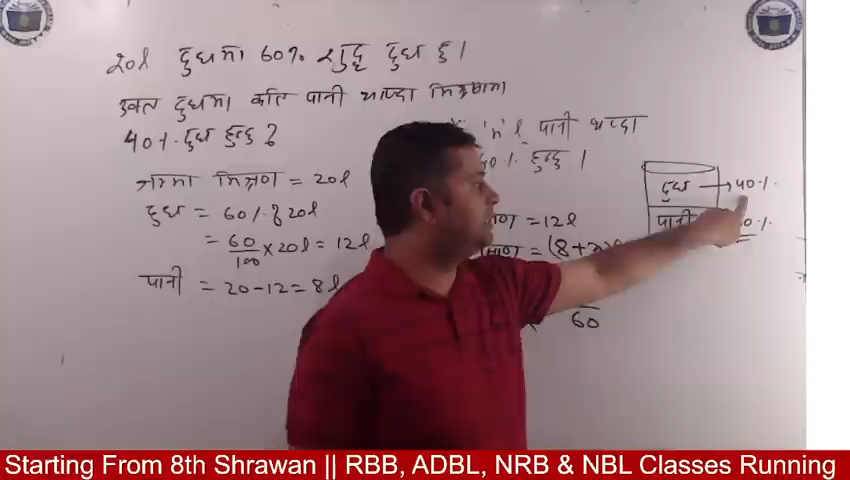 20l दुधमा 60% शुद्ध दुध छ।
उक्त दुधमा कति पानी थप्दा मिश्रणमा
40%. दुध हुन्छ ?
जम्मा मिश्रण = 20l
दुध = 60% of 20l
= 60/100 × 20l = 12l
पानी = 20-12 = 8l
'x' l पानी थप्दा
40% हुन्छ।
= 12l
= (8+x)l
60
दुध → 40%.
पानी 60%.
Starting From 8th Shrawan || RBB, ADBL, NRB & NBL Classes Running